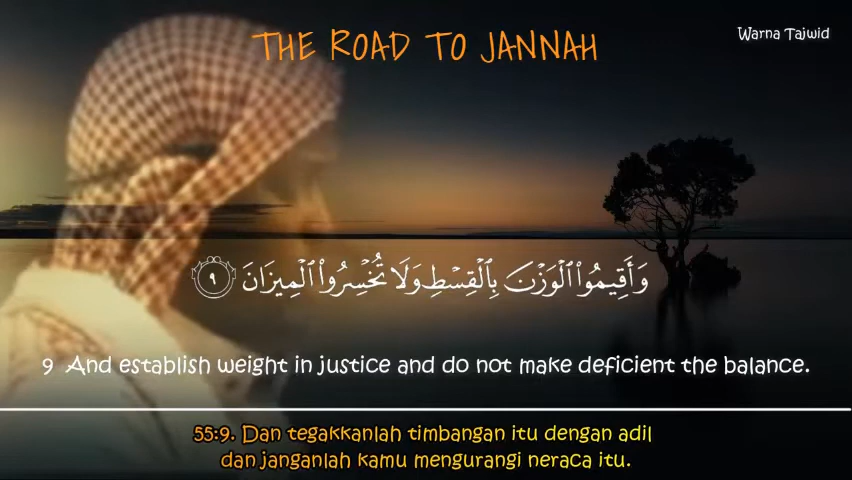 THE ROAD TO JANNAH
Warna Tajwid
وَأَقِيمُوا۟ ٱلْوَزْنَ بِٱلْقِسْطِ وَلَا تُخْسِرُوا۟ ٱلْمِيزَانَ ٩
9 And establish weight in justice and do not make deficient the balance.
55:9. Dan tegakkanlah timbangan itu dengan adil
dan janganlah kamu mengurangi neraca itu.